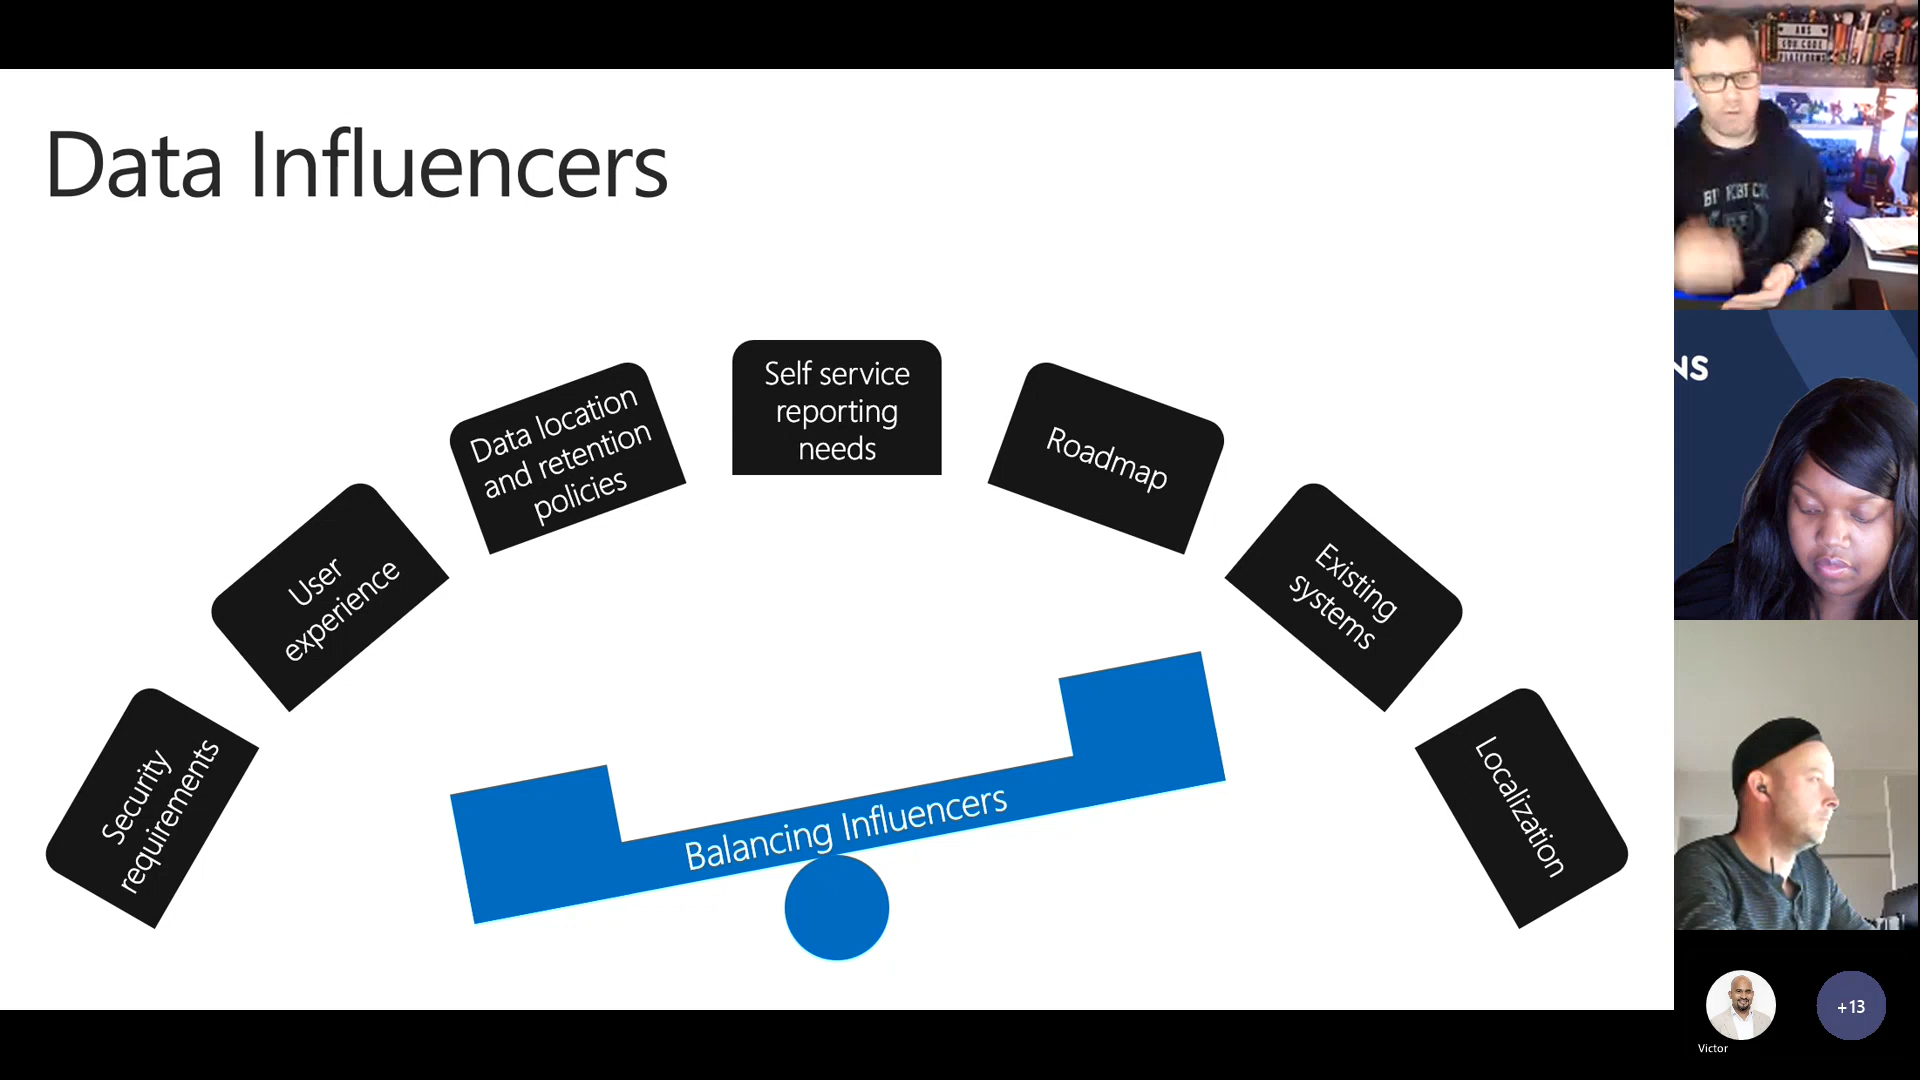 Data Influencers
Security
requirements
User
experience
Data location
and retention
policies
Self service
reporting
needs
Roadmap
Existing
systems
Localization
Balancing Influencers
NS
Victor
+13